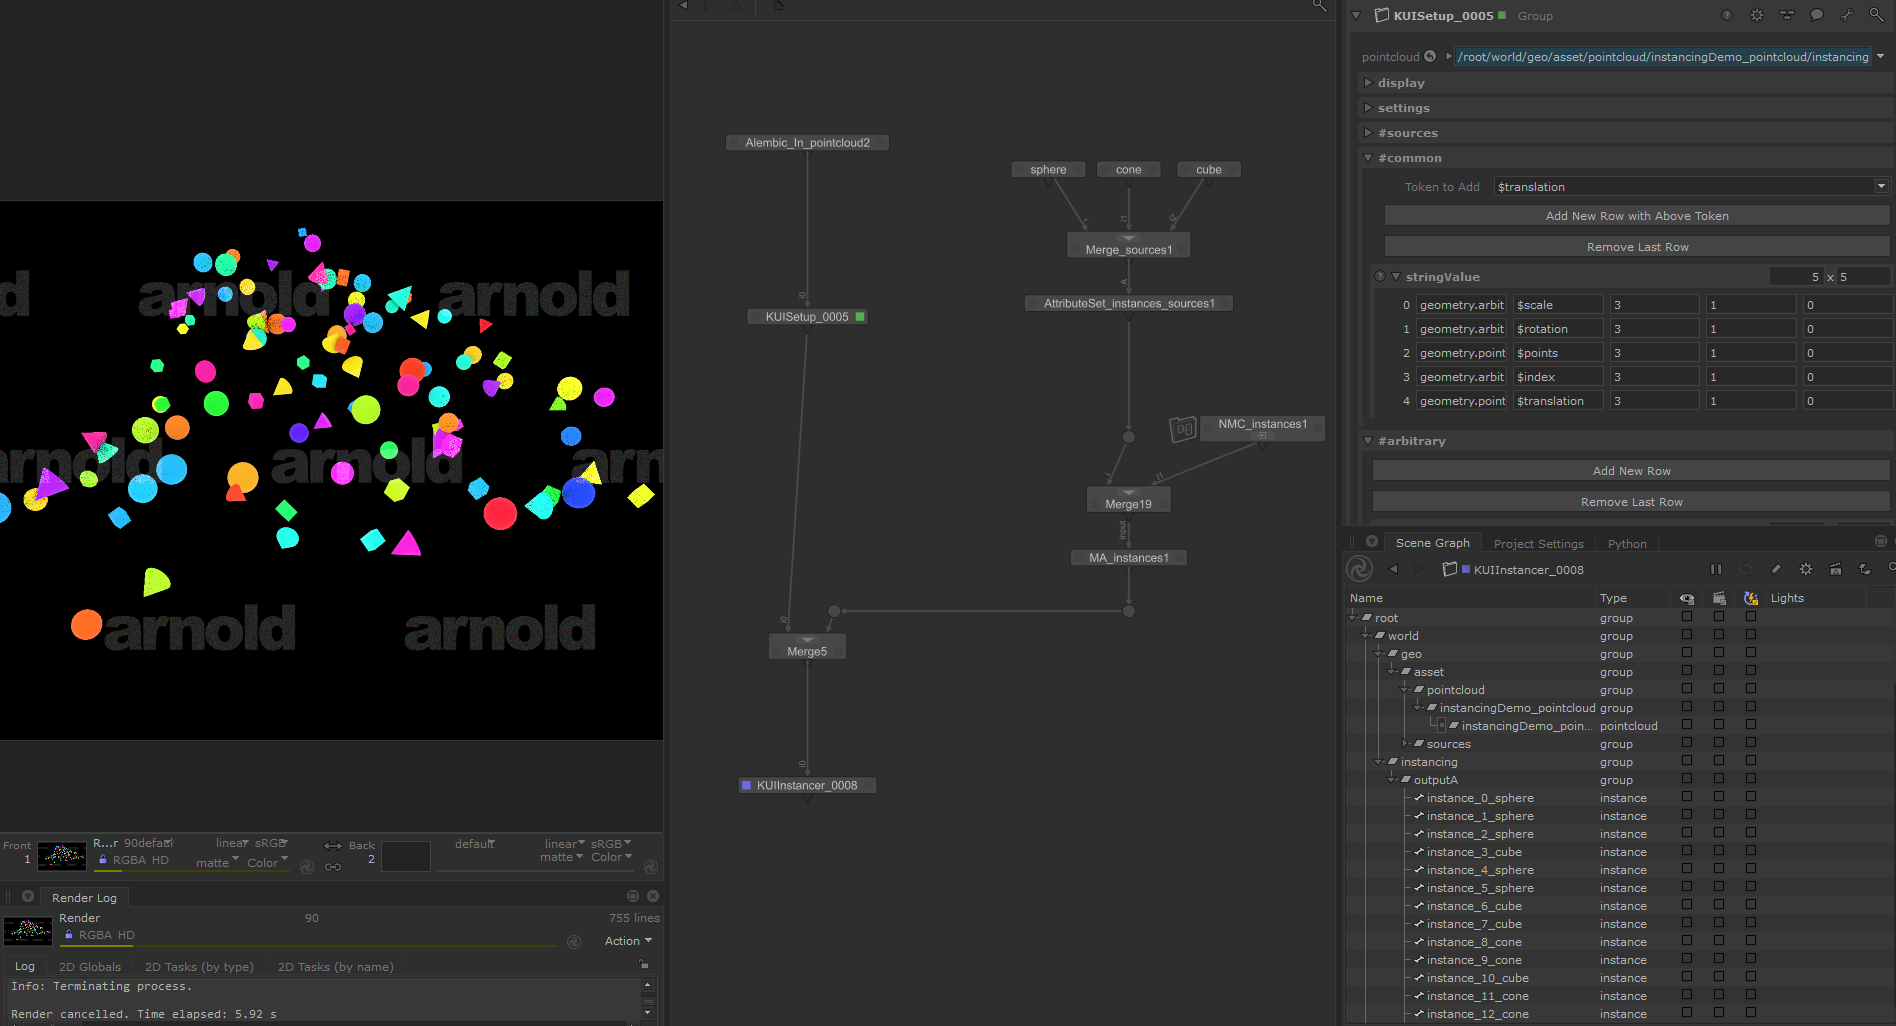 arnold
arnold
arnold
arnold
arnold
arnold
arnold
Front
1
R...r 90default
RGBA HD
linear sRGB
matte Color
Back
2
default
linear sRGB
matte Color
Render Log
Render 90 755 lines
RGBA HD
Action
Log 2D Globals 2D Tasks (by type) 2D Tasks (by name)
Info: Terminating process.
Render cancelled. Time elapsed: 5.92 s
Alembic_In_pointcloud2
sphere cone cube
i1 i2
Merge_sources1
A
AttributeSet_instances_sources1
i0
KUISetup_0005
NMC_instances1
i i1
Merge19
input
MA_instances1
i0
Merge5
i0
KUIInstancer_0008
KUISetup_0005 Group
pointcloud /root/world/geo/asset/pointcloud/instancingDemo_pointcloud/instancing
display
settings
#sources
#common
Token to Add $translation
Add New Row with Above Token
Remove Last Row
stringValue 5 x 5
0 geometry.arbit $scale 3 1 0
1 geometry.arbit $rotation 3 1 0
2 geometry.point $points 3 1 0
3 geometry.arbit $index 3 1 0
4 geometry.point $translation 3 1 0
#arbitrary
Add New Row
Remove Last Row
Scene Graph Project Settings Python
KUIInstancer_0008
Name Type Lights
root group
world group
geo group
asset group
pointcloud group
instancingDemo_pointcloud group
instancingDemo_poin... pointcloud
sources group
instancing group
outputA group
instance_0_sphere instance
instance_1_sphere instance
instance_2_sphere instance
instance_3_cube instance
instance_4_sphere instance
instance_5_sphere instance
instance_6_cube instance
instance_7_cube instance
instance_8_cone instance
instance_9_cone instance
instance_10_cube instance
instance_11_cone instance
instance_12_cone instance